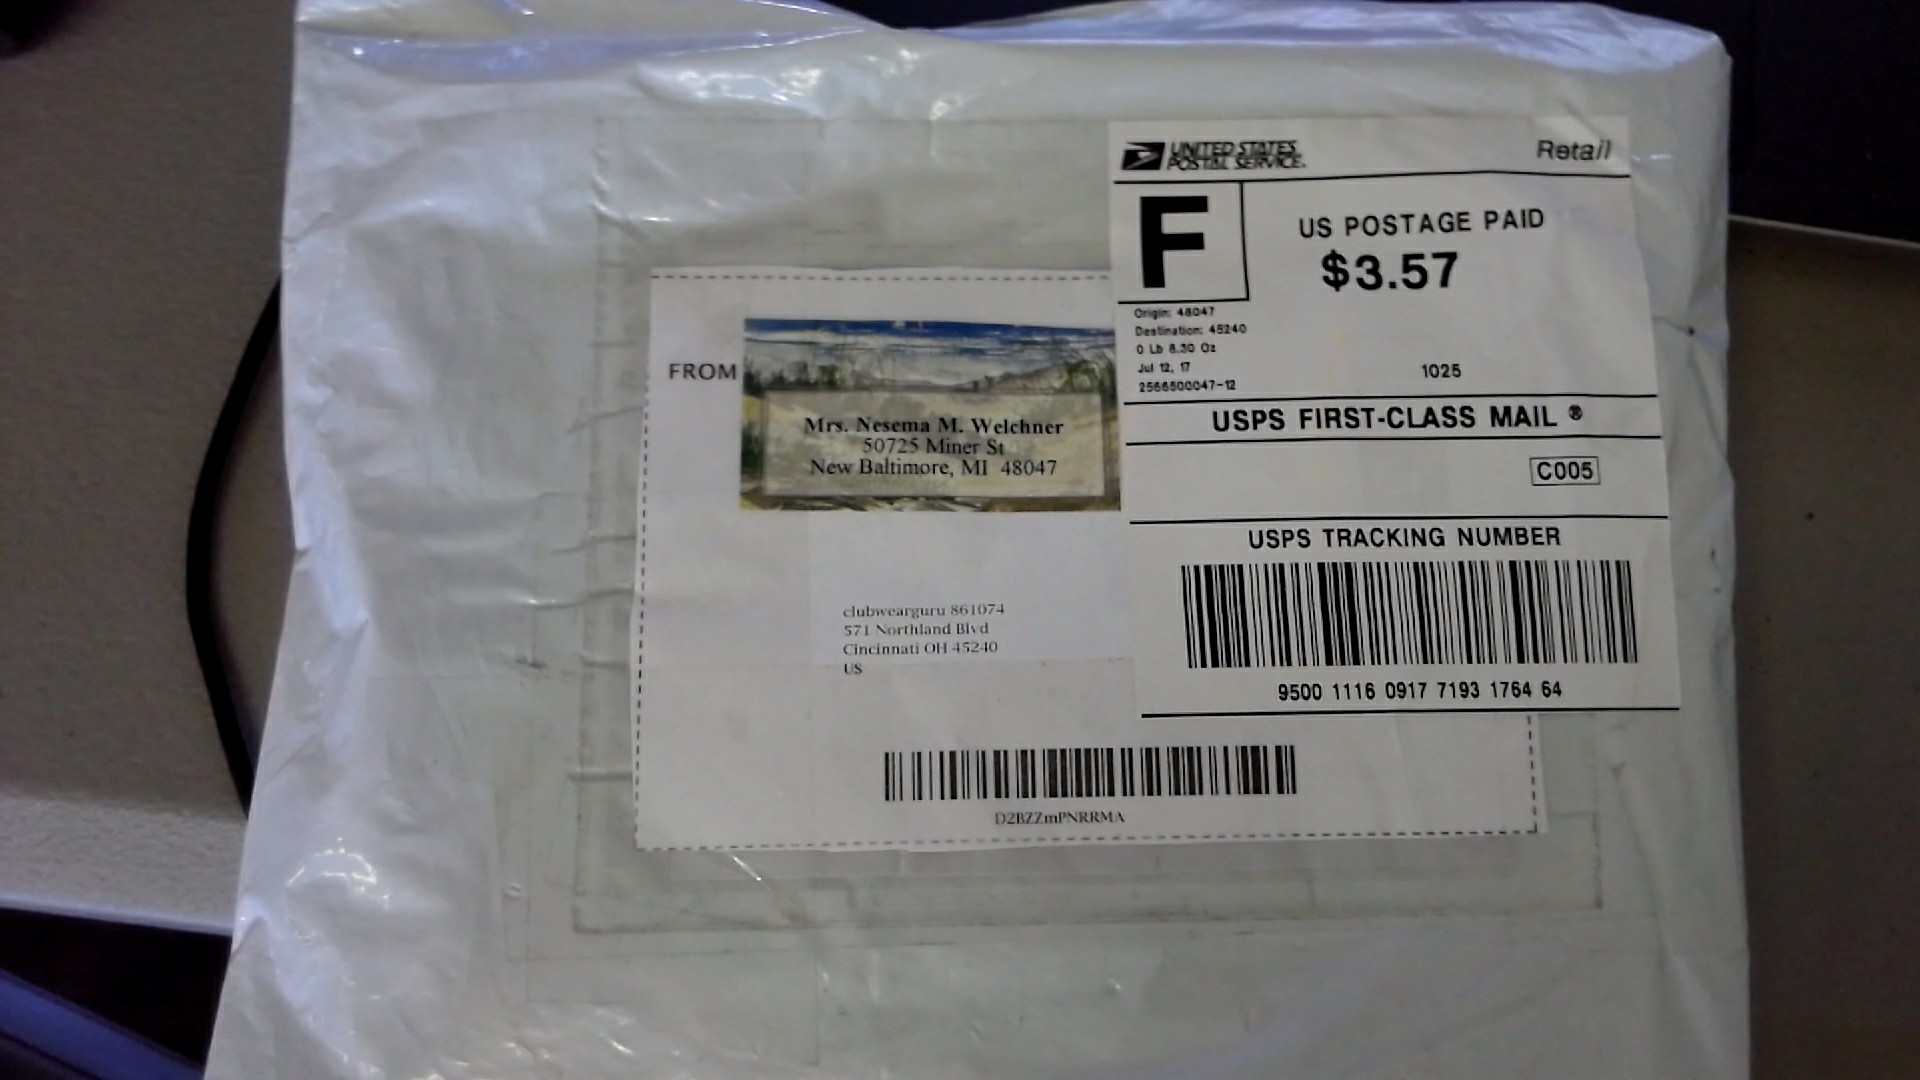 UNITED STATES
POSTAL SERVICE®
Retail
F
US POSTAGE PAID
$3.57
Origin: 48047
Destination: 45240
0 Lb 8.30 Oz
Jul 12, 17
2566500047-12
1025
USPS FIRST-CLASS MAIL ®
C005
USPS TRACKING NUMBER
9500 1116 0917 7193 1764 64
FROM
Mrs. Nesema M. Welchner
50725 Miner St
New Baltimore, MI 48047
clubwearguru 861074
571 Northland Blvd
Cincinnati OH 45240
US
D2BZZmPNRRMA